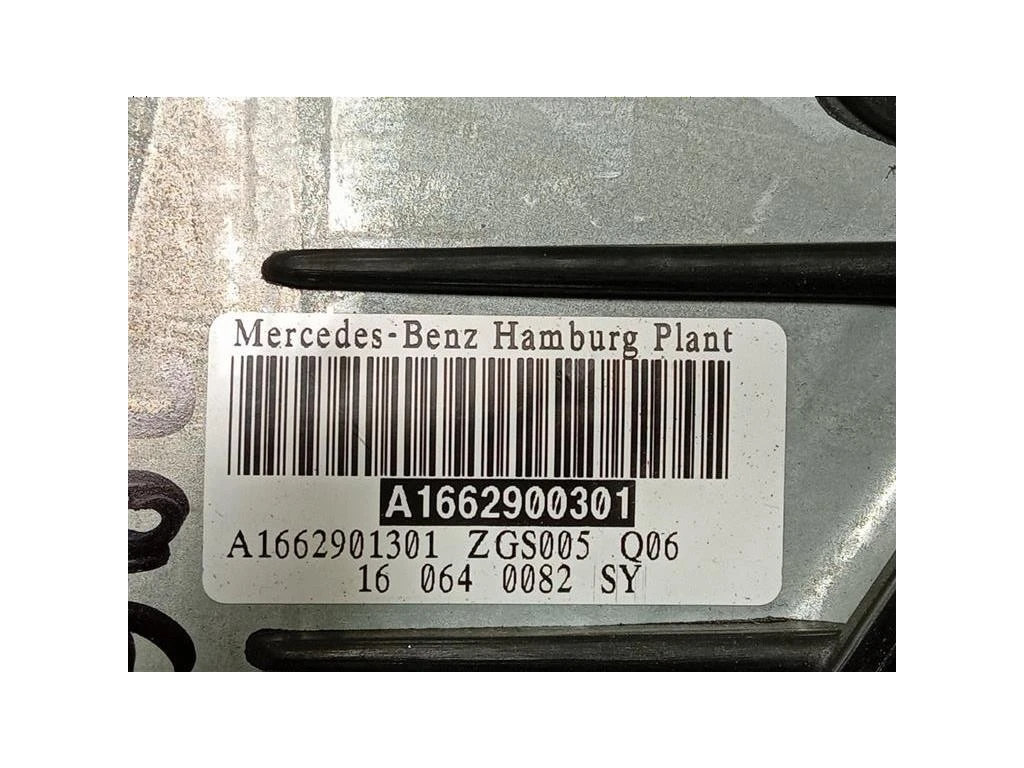 Mercedes-Benz Hamburg Plant
A1662900301
A1662901301 ZGS005 Q06
16 064 0082 SY